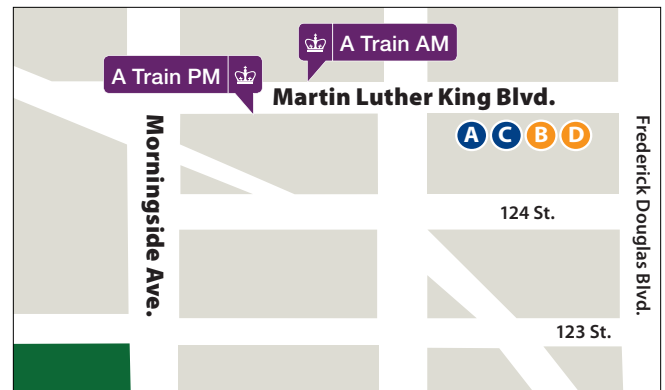 A Train AM
A Train PM
Martin Luther King Blvd.
A C B D
Morningside Ave.
Frederick Douglas Blvd.
124 St.
123 St.